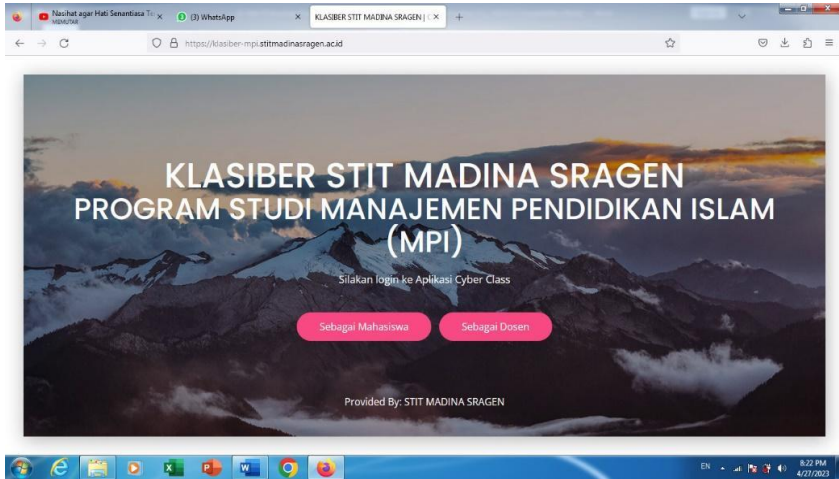 Nasihat agar Hati Senantiasa Te
MEMUTAR
(3) WhatsApp
KLASIBER STIT MADINA SRAGEN | C
https://klasiber-mpi.stitmadinasragen.ac.id
KLASIBER STIT MADINA SRAGEN
PROGRAM STUDI MANAJEMEN PENDIDIKAN ISLAM
(MPI)
Silakan login ke Aplikasi Cyber Class
Sebagai Mahasiswa
Sebagai Dosen
Provided By: STIT MADINA SRAGEN
EN
8:22 PM
4/27/2023